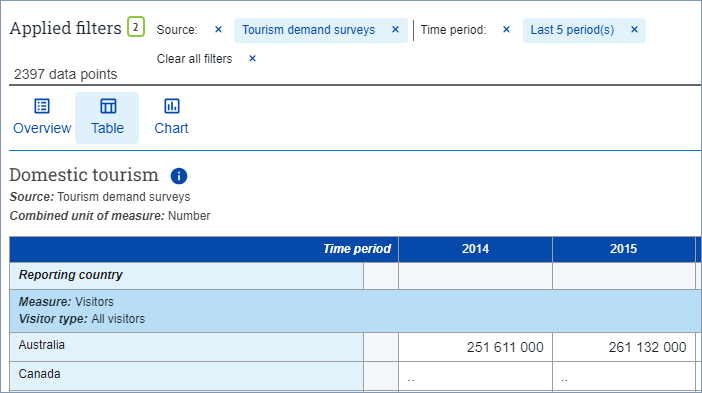 Applied filters 2 Source: × Tourism demand surveys × Time period: × Last 5 period(s) ×
Clear all filters ×
2397 data points
Overview Table Chart
Domestic tourism i
Source: Tourism demand surveys
Combined unit of measure: Number
Time period 2014 2015
Reporting country
Measure: Visitors
Visitor type: All visitors
Australia 251 611 000 261 132 000
Canada .. ..